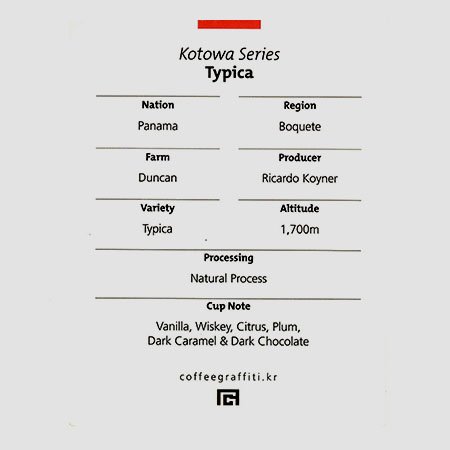 Kotowa Series
Typica
Nation Region
Panama Boquete
Farm Producer
Duncan Ricardo Koyner
Variety Altitude
Typica 1,700m
Processing
Natural Process
Cup Note
Vanilla, Wiskey, Citrus, Plum,
Dark Caramel & Dark Chocolate
coffeegraffiti.kr